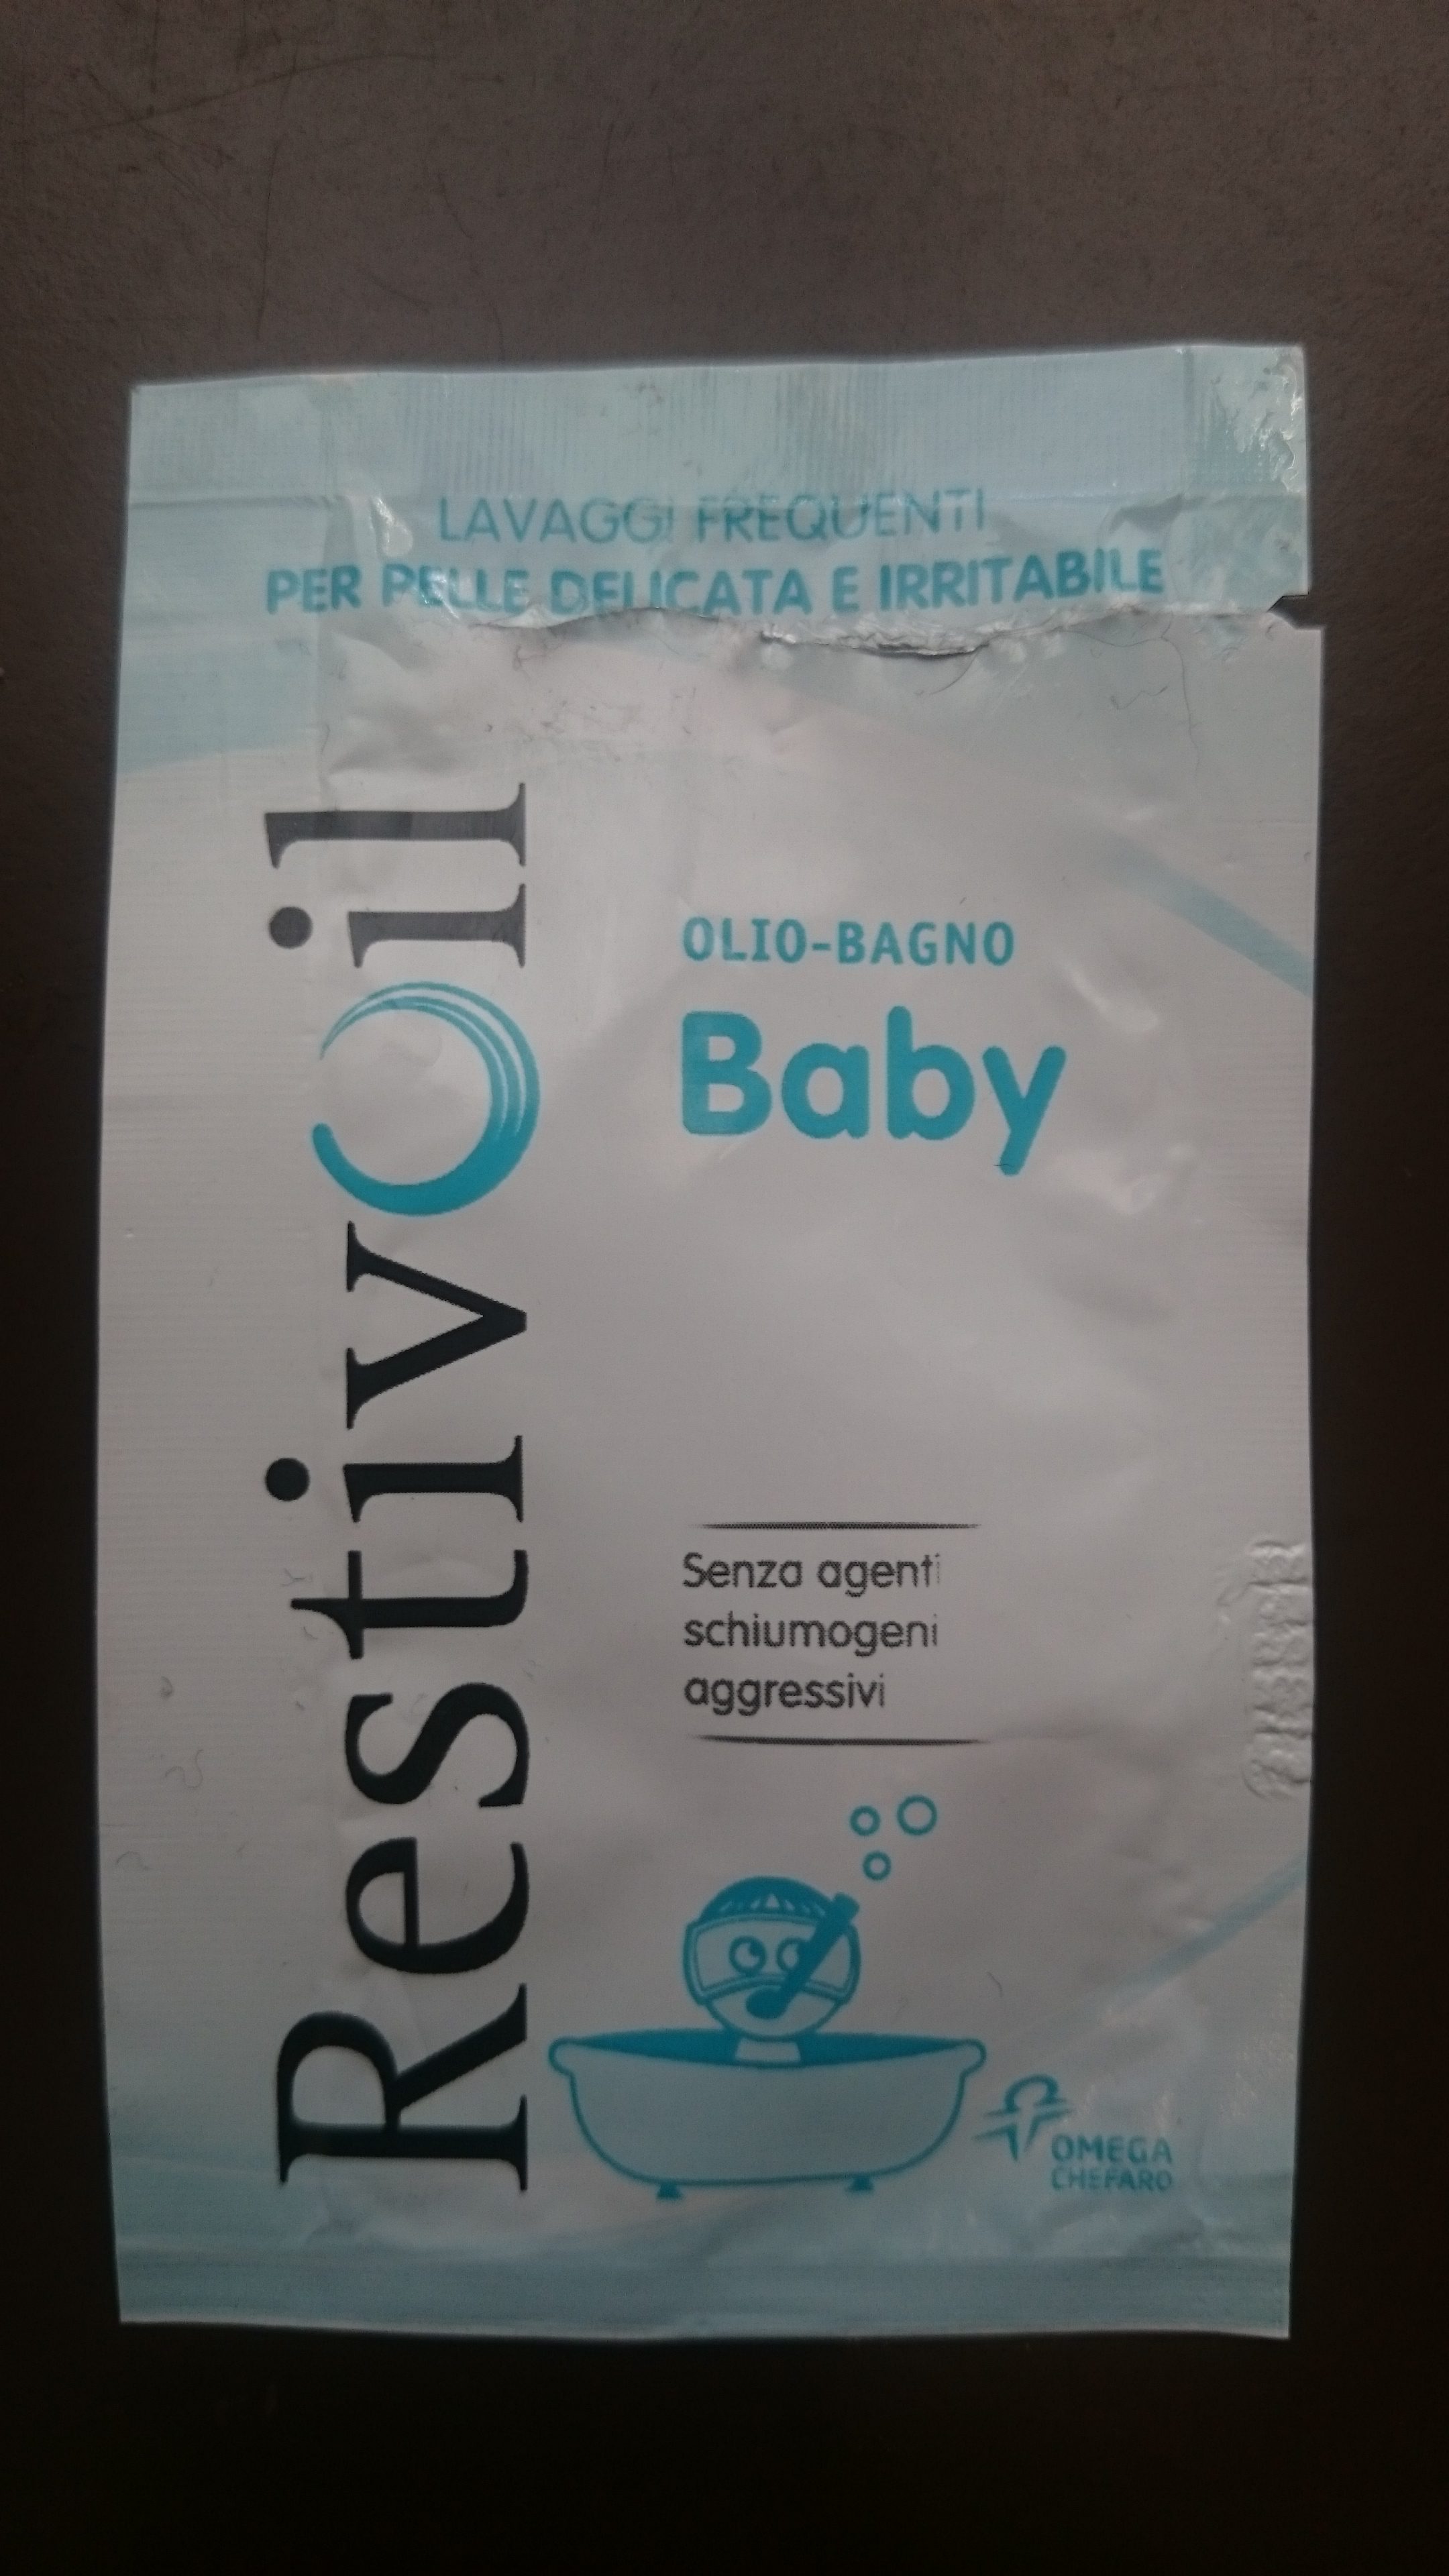 LAVAGGI FREQUENTI
PER PELLE DELICATA E IRRITABILE
RestivOil
OLIO-BAGNO
Baby
Senza agenti
schiumogeni
aggressivi
OMEGA
CHEFARO